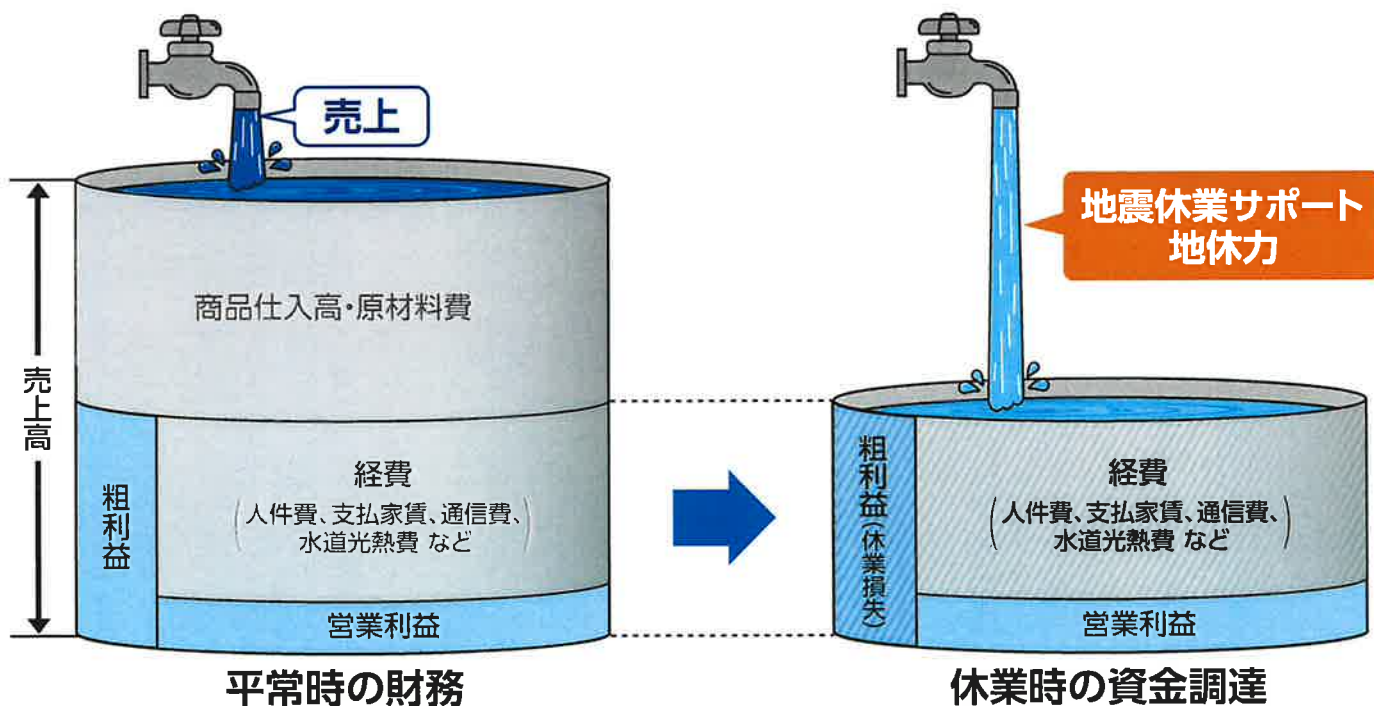 売上
地震休業サポート
地休力
商品仕入高・原材料費
売上高
粗利益
経費
(人件費、支払家賃、通信費、
水道光熱費 など)
営業利益
粗利益(休業損失)
経費
(人件費、支払家賃、通信費、
水道光熱費 など)
営業利益
平常時の財務
休業時の資金調達